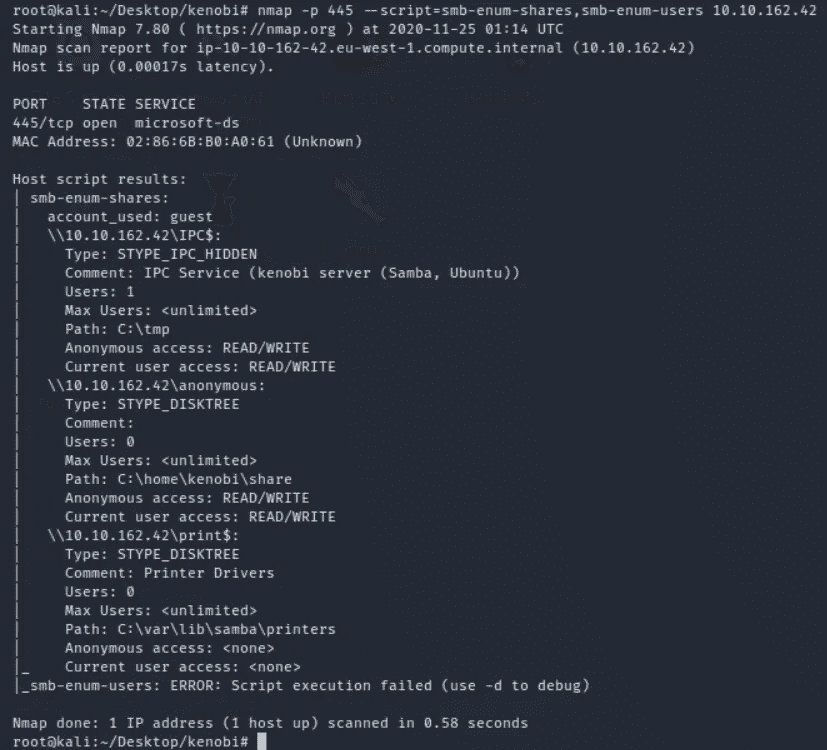 root@kali:~/Desktop/kenobi# nmap -p 445 --script=smb-enum-shares,smb-enum-users 10.10.162.42
Starting Nmap 7.80 ( https://nmap.org ) at 2020-11-25 01:14 UTC
Nmap scan report for ip-10-10-162-42.eu-west-1.compute.internal (10.10.162.42)
Host is up (0.00017s latency).

PORT    STATE SERVICE
445/tcp open  microsoft-ds
MAC Address: 02:86:6B:B0:A0:61 (Unknown)

Host script results:
| smb-enum-shares:
|   account_used: guest
|   \\10.10.162.42\IPC$:
|     Type: STYPE_IPC_HIDDEN
|     Comment: IPC Service (kenobi server (Samba, Ubuntu))
|     Users: 1
|     Max Users: <unlimited>
|     Path: C:\tmp
|     Anonymous access: READ/WRITE
|     Current user access: READ/WRITE
|   \\10.10.162.42\anonymous:
|     Type: STYPE_DISKTREE
|     Comment:
|     Users: 0
|     Max Users: <unlimited>
|     Path: C:\home\kenobi\share
|     Anonymous access: READ/WRITE
|     Current user access: READ/WRITE
|   \\10.10.162.42\print$:
|     Type: STYPE_DISKTREE
|     Comment: Printer Drivers
|     Users: 0
|     Max Users: <unlimited>
|     Path: C:\var\lib\samba\printers
|     Anonymous access: <none>
|_    Current user access: <none>
|_smb-enum-users: ERROR: Script execution failed (use -d to debug)

Nmap done: 1 IP address (1 host up) scanned in 0.58 seconds
root@kali:~/Desktop/kenobi#